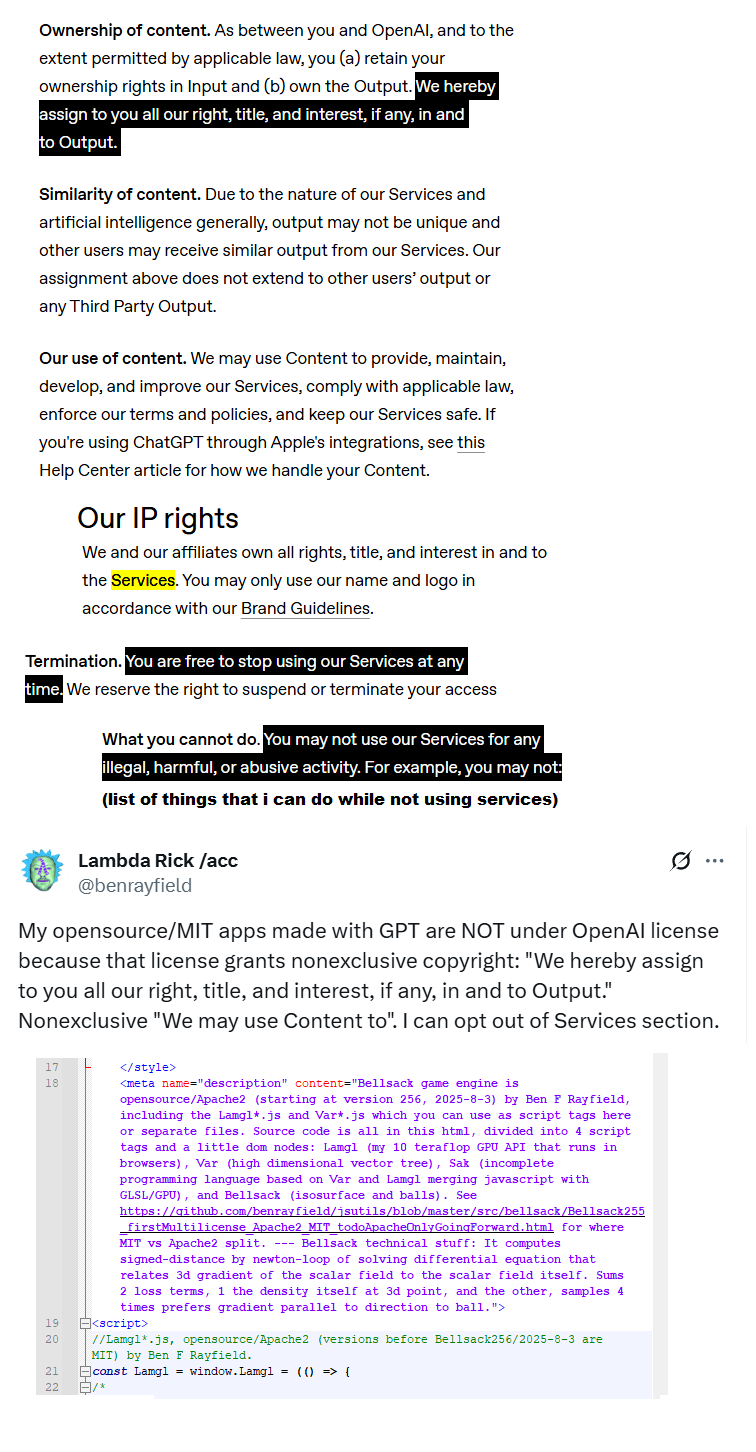 Ownership of content. As between you and OpenAI, and to the
extent permitted by applicable law, you (a) retain your
ownership rights in Input and (b) own the Output. We hereby
assign to you all our right, title, and interest, if any, in and
to Output.
Similarity of content. Due to the nature of our Services and
artificial intelligence generally, output may not be unique and
other users may receive similar output from our Services. Our
assignment above does not extend to other users’ output or
any Third Party Output.
Our use of content. We may use Content to provide, maintain,
develop, and improve our Services, comply with applicable law,
enforce our terms and policies, and keep our Services safe. If
you're using ChatGPT through Apple's integrations, see this
Help Center article for how we handle your Content.
Our IP rights
We and our affiliates own all rights, title, and interest in and to
the Services. You may only use our name and logo in
accordance with our Brand Guidelines.
Termination. You are free to stop using our Services at any
time. We reserve the right to suspend or terminate your access
What you cannot do. You may not use our Services for any
illegal, harmful, or abusive activity. For example, you may not:
(list of things that i can do while not using services)
Lambda Rick /acc
@benrayfield
My opensource/MIT apps made with GPT are NOT under OpenAI license
because that license grants nonexclusive copyright: "We hereby assign
to you all our right, title, and interest, if any, in and to Output."
Nonexclusive "We may use Content to". I can opt out of Services section.
17 </style>
18 <meta name="description" content="Bellsack game engine is
opensource/Apache2 (starting at version 256, 2025-8-3) by Ben F Rayfield,
including the Lamgl*.js and Var*.js which you can use as script tags here
or separate files. Source code is all in this html, divided into 4 script
tags and a little dom nodes: Lamgl (my 10 teraflop GPU API that runs in
browsers), Var (high dimensional vector tree), Sak (incomplete
programming language based on Var and Lamgl merging javascript with
GLSL/GPU), and Bellsack (isosurface and balls). See
https://github.com/benrayfield/jsutils/blob/master/src/bellsack/Bellsack255
_firstMultilicense_Apache2_MIT_todoApacheOnlyGoingForward.html for where
MIT vs Apache2 split. --- Bellsack technical stuff: It computes
signed-distance by newton-loop of solving differential equation that
relates 3d gradient of the scalar field to the scalar field itself. Sums
2 loss terms, 1 the density itself at 3d point, and the other, samples 4
times prefers gradient parallel to direction to ball.">
19 <script>
20 //Lamgl*.js, opensource/Apache2 (versions before Bellsack256/2025-8-3 are
MIT) by Ben F Rayfield.
21 const Lamgl = window.Lamgl = (() => {
22 /*